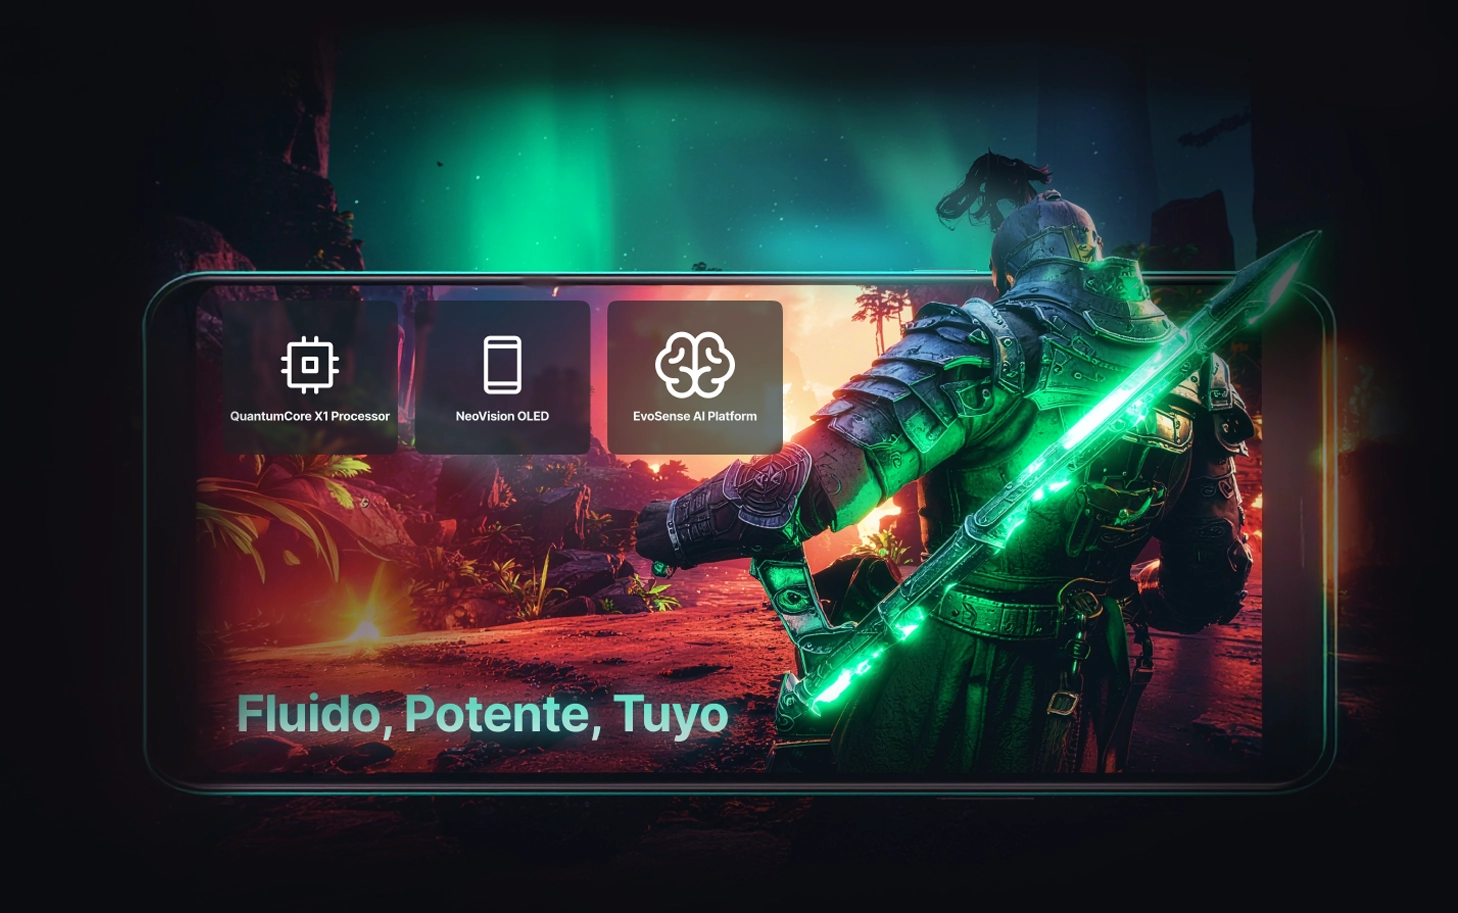 QuantumCore X1 Processor
NeoVision OLED
EvoSense AI Platform
Fluido, Potente, Tuyo